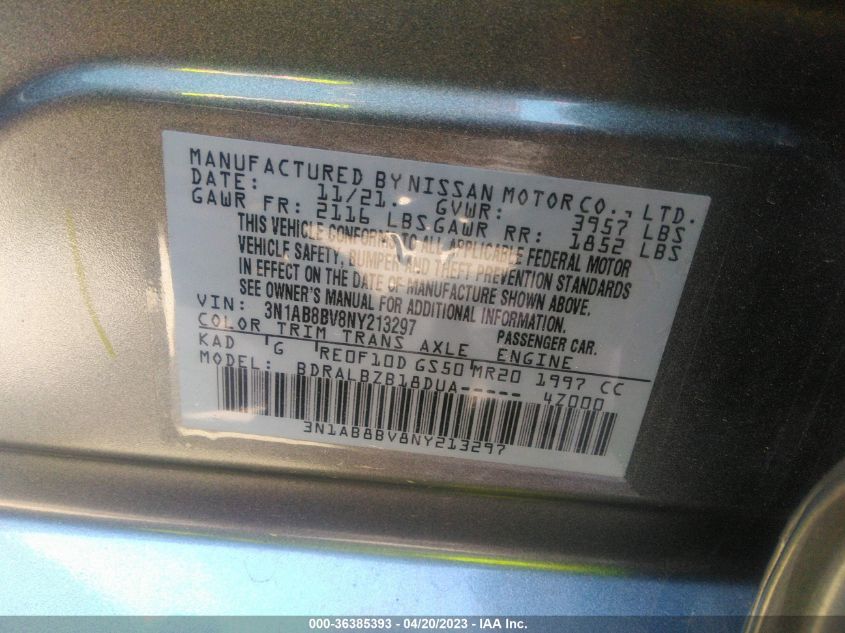 MANUFACTURED BY NISSAN MOTOR CO., LTD.
DATE: 11/21 GVWR: 3957 LBS
GAWR FR: 2116 LBS GAWR RR: 1852 LBS
THIS VEHICLE CONFORMS TO ALL APPLICABLE FEDERAL MOTOR
VEHICLE SAFETY, BUMPER AND THEFT PREVENTION STANDARDS
IN EFFECT ON THE DATE OF MANUFACTURE SHOWN ABOVE.
SEE OWNER'S MANUAL FOR ADDITIONAL INFORMATION.
VIN: 3N1AB8BV8NY213297 PASSENGER CAR.
COLOR TRIM TRANS AXLE ENGINE
KAD G RE0F10D GS50 MR20 1997 CC
MODEL: BDRALBZB18DUA----- 4Z000
3N1AB8BV8NY213297
000-36385393 - 04/20/2023 - IAA Inc.